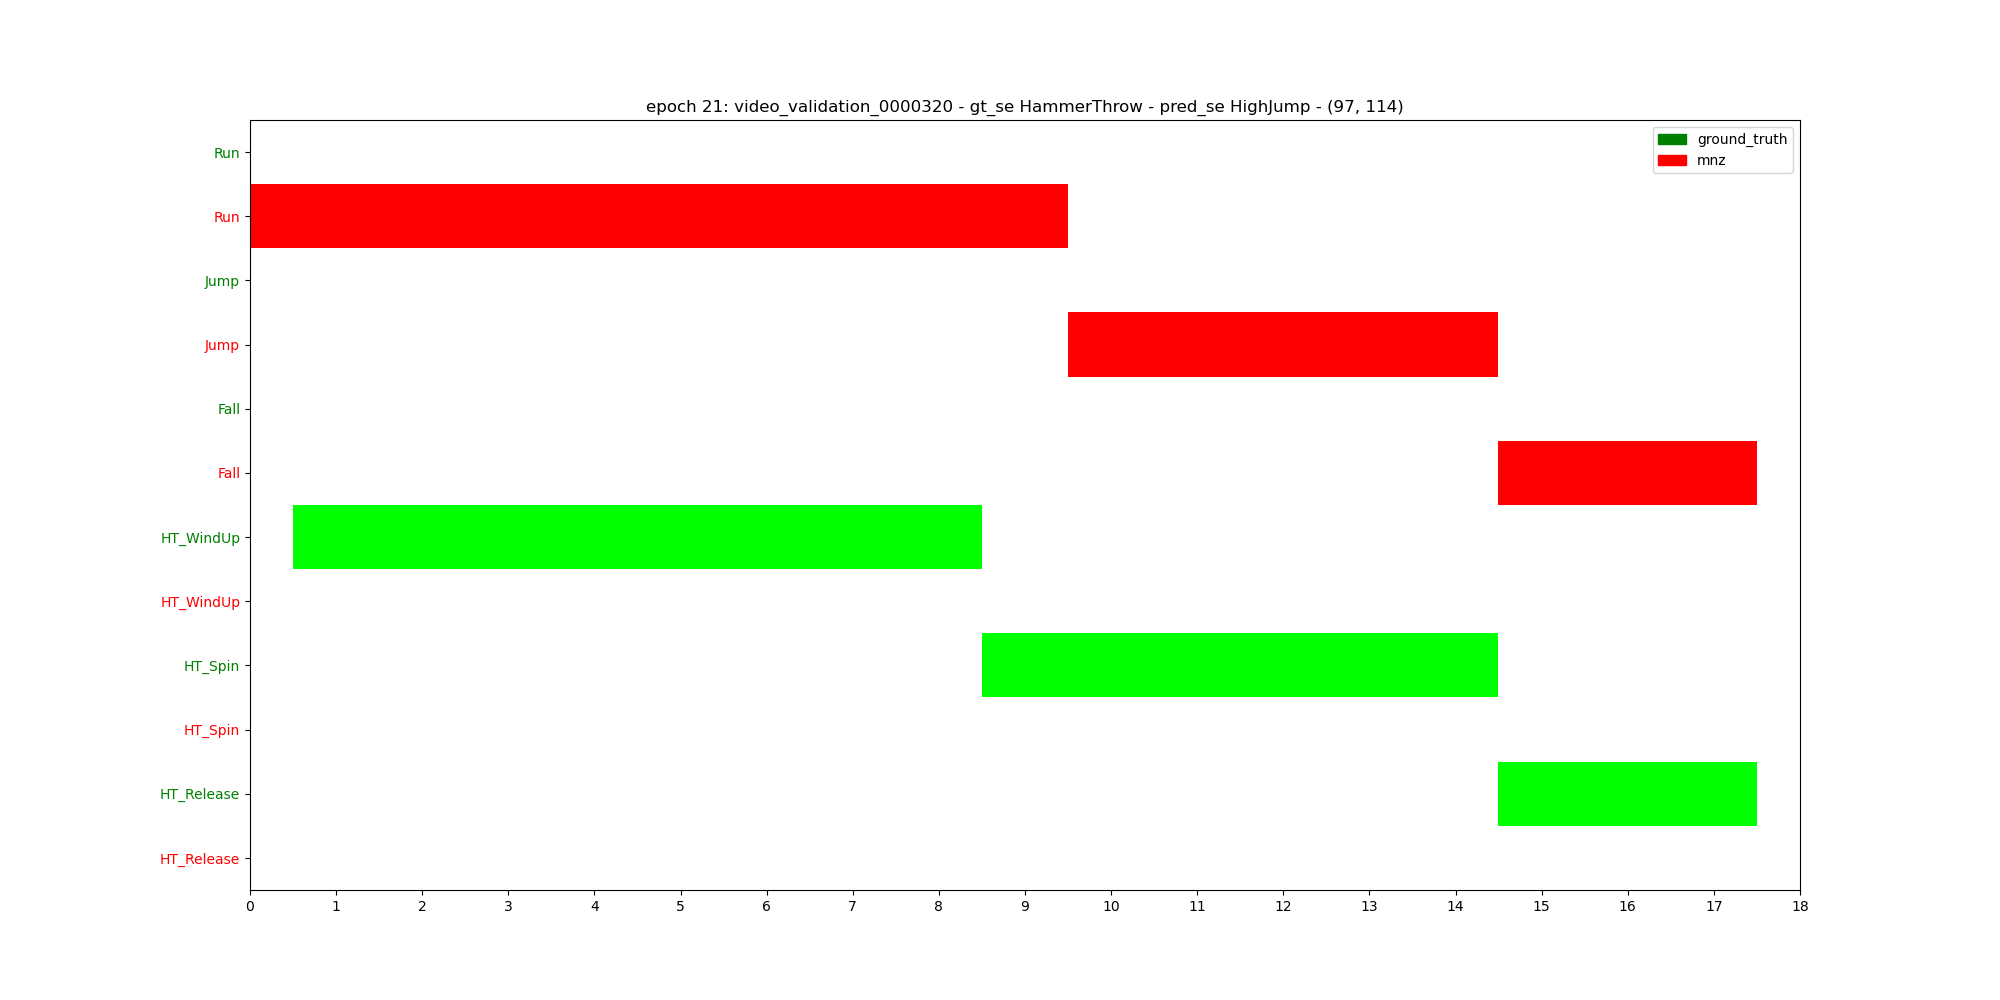 epoch 21: video_validation_0000320 - gt_se HammerThrow - pred_se HighJump - (97, 114)
ground_truth
mnz
Run
Run
Jump
Jump
Fall
Fall
HT_WindUp
HT_WindUp
HT_Spin
HT_Spin
HT_Release
HT_Release
0 1 2 3 4 5 6 7 8 9 10 11 12 13 14 15 16 17 18